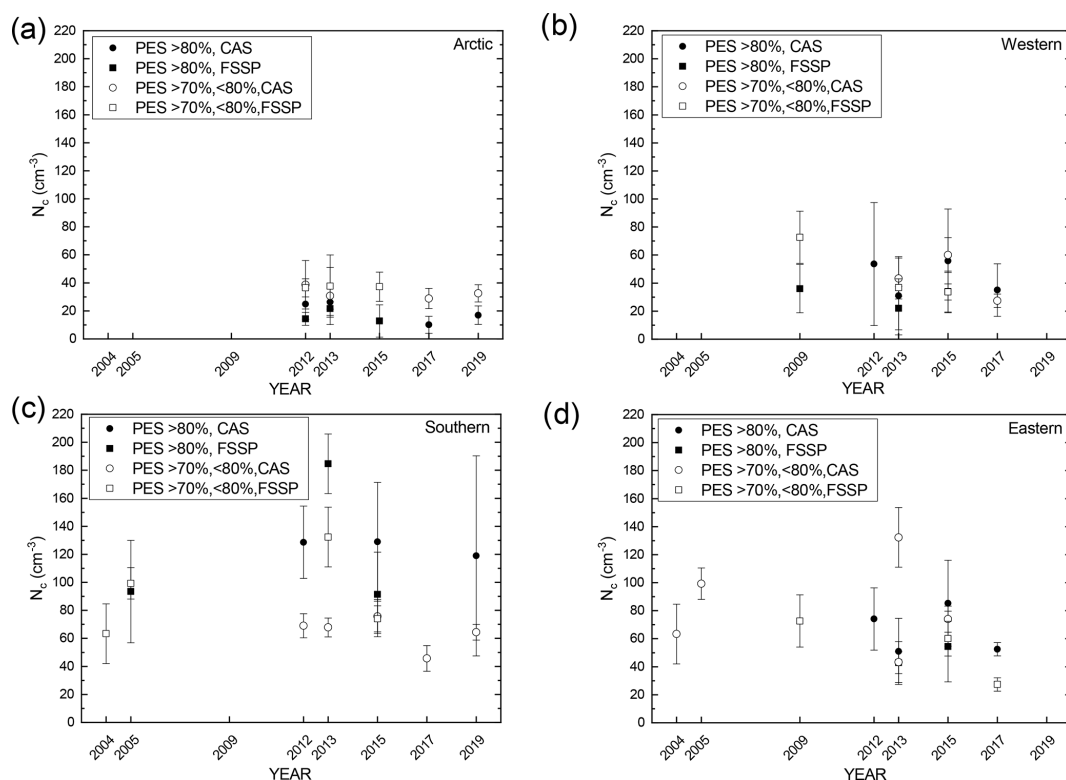 (a)
Arctic
PES >80%, CAS
PES >80%, FSSP
PES >70%,<80%,CAS
PES >70%,<80%,FSSP
220
200
180
160
140
120
100
80
60
40
20
0
N_c (cm⁻³)
2004
2005
2009
2012
2013
2015
2017
2019
YEAR
(b)
Western
PES >80%, CAS
PES >80%, FSSP
PES >70%,<80%,CAS
PES >70%,<80%,FSSP
220
200
180
160
140
120
100
80
60
40
20
0
N_c (cm⁻³)
2004
2005
2009
2012
2013
2015
2017
2019
YEAR
(c)
Southern
PES >80%, CAS
PES >80%, FSSP
PES >70%,<80%,CAS
PES >70%,<80%,FSSP
220
200
180
160
140
120
100
80
60
40
20
0
N_c (cm⁻³)
2004
2005
2009
2012
2013
2015
2017
2019
YEAR
(d)
Eastern
PES >80%, CAS
PES >80%, FSSP
PES >70%,<80%,CAS
PES >70%,<80%,FSSP
220
200
180
160
140
120
100
80
60
40
20
0
N_c (cm⁻³)
2004
2005
2009
2012
2013
2015
2017
2019
YEAR